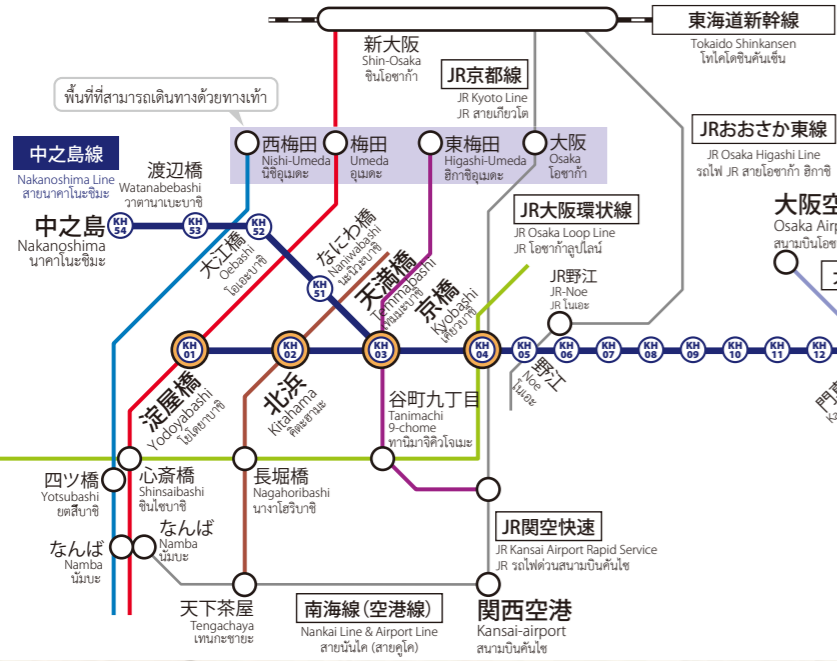 東海道新幹線
Tokaido Shinkansen
โทไคโดชินคันเซ็น
新大阪
Shin-Osaka
ชินโอซาก้า
JR京都線
JR Kyoto Line
JR สายเกียวโต
พื้นที่ที่สามารถเดินทางด้วยทางเท้า
JRおおさか東線
JR Osaka Higashi Line
รถไฟ JR สายโอซาก้า ฮิกาชิ
西梅田
Nishi-Umeda
นิชิอุเมดะ
梅田
Umeda
อุเมดะ
東梅田
Higashi-Umeda
ฮิกาชิอุเมดะ
大阪
Osaka
โอซาก้า
中之島線
Nakanoshima Line
สายนาคาโนะชิมะ
渡辺橋
Watanabebashi
วาตานาเบะบาชิ
中之島
Nakanoshima
นาคาโนะชิมะ
KH
54
KH
53
KH
52
KH
51
大江橋
Oebashi
โอเอะบาชิ
なにわ橋
Naniwabashi
นะนิวะบาชิ
天満橋
Temmabashi
เทมมะบาชิ
京橋
Kyobashi
เคียวบาชิ
JR大阪環状線
JR Osaka Loop Line
JR โอซาก้าลูปไลน์
大阪空
Osaka Air
สนามบินโอซ
JR野江
JR-Noe
JR โนเอะ
KH
01
KH
02
KH
03
KH
04
KH
05
KH
06
KH
07
KH
08
KH
09
KH
10
KH
11
KH
12
淀屋橋
Yodoyabashi
โยโดยาบาชิ
北浜
Kitahama
คิตะฮามะ
野江
Noe
โนเอะ
谷町九丁目
Tanimachi
9-chome
ทานิมาจิคิวโจเมะ
四ツ橋
Yotsubashi
ยตสึบาชิ
心斎橋
Shinsaibashi
ชินไซบาชิ
長堀橋
Nagahoribashi
นางาโฮริบาชิ
なんば
Namba
นัมบะ
なんば
Namba
นัมบะ
JR関空快速
JR Kansai Airport Rapid Service
JR รถไฟด่วนสนามบินคันไซ
天下茶屋
Tengachaya
เทนกะชายะ
南海線(空港線)
Nankai Line & Airport Line
สายนันไค (สายคูโค)
関西空港
Kansai-airport
สนามบินคันไซ